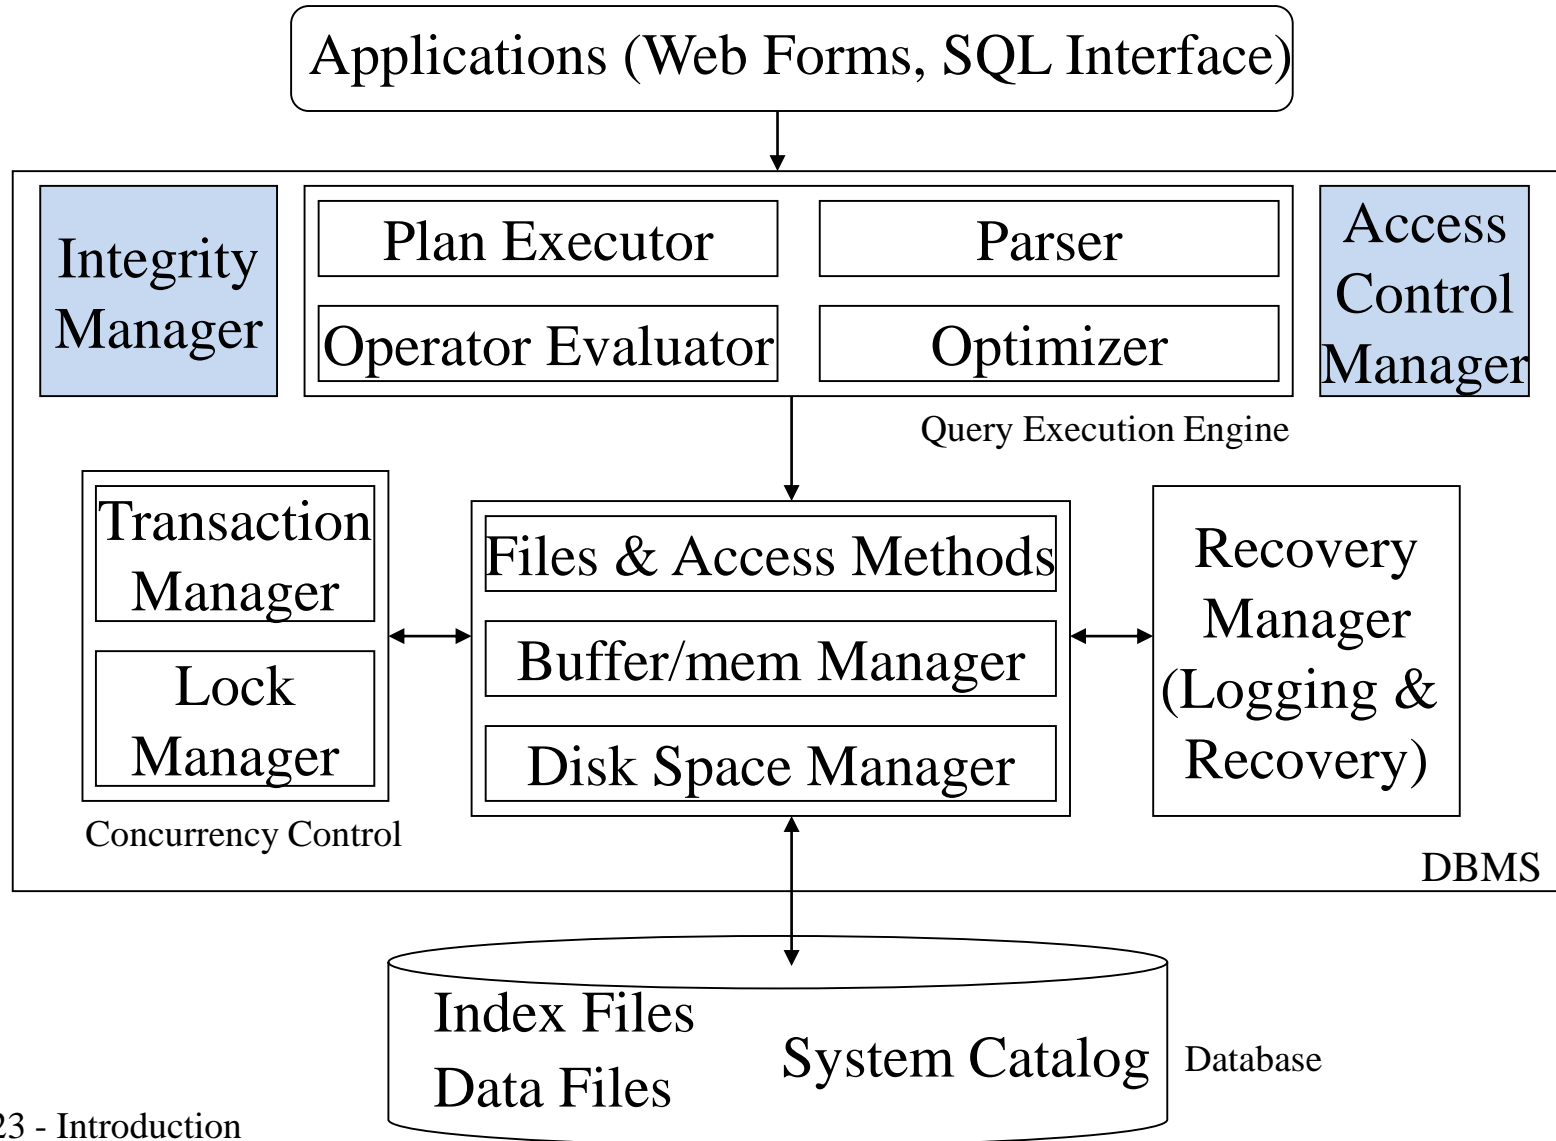 Applications (Web Forms, SQL Interface)
Integrity
Manager
Plan Executor
Parser
Operator Evaluator
Optimizer
Access
Control
Manager
Query Execution Engine
Transaction
Manager
Lock
Manager
Concurrency Control
Files & Access Methods
Buffer/mem Manager
Disk Space Manager
Recovery
Manager
(Logging &
Recovery)
DBMS
Index Files
Data Files
System Catalog
Database
23 - Introduction